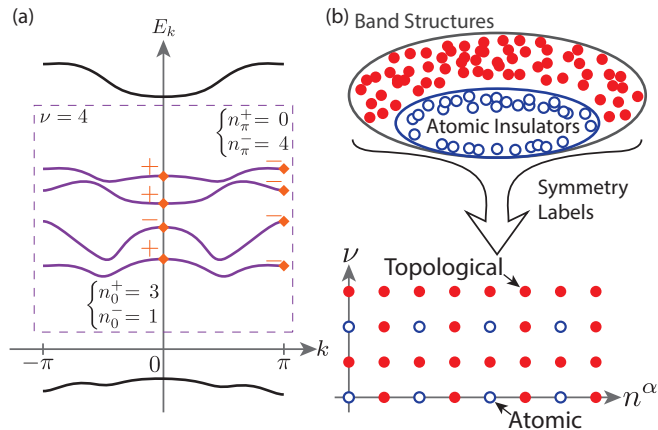 (a)
E_k
ν = 4
{n_π^+ = 0
n_π^- = 4
+
−
+
−
−
−
+
−
{n_0^+ = 3
n_0^- = 1
−π
0
π
k
(b)
Band Structures
Atomic Insulators
Symmetry
Labels
ν
Topological
n^α
Atomic